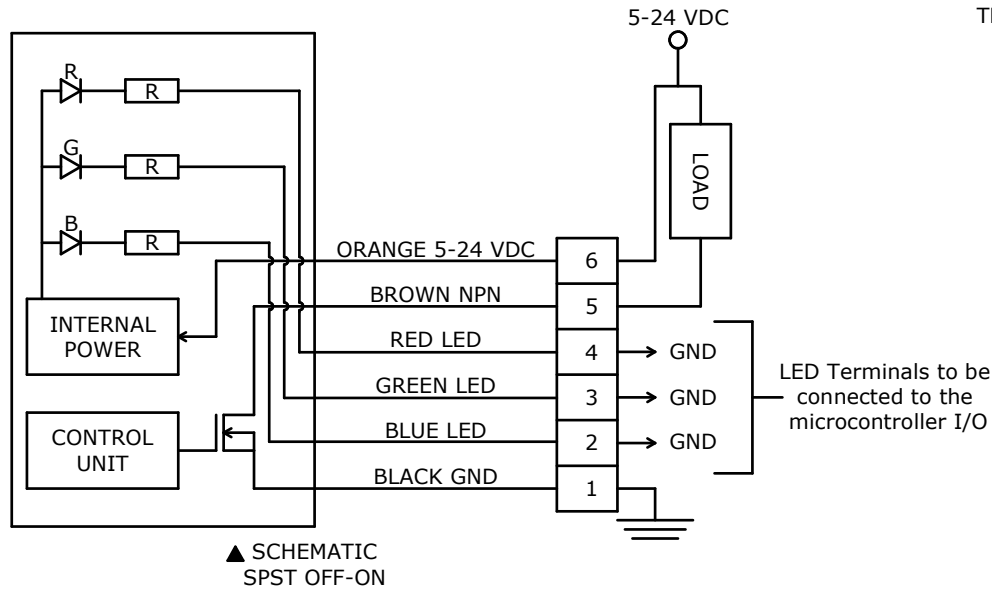 5-24 VDC
R
R
G
R
B
R
LOAD
INTERNAL
POWER
CONTROL
UNIT
ORANGE 5-24 VDC
BROWN NPN
RED LED
GREEN LED
BLUE LED
BLACK GND
6
5
4
3
2
1
GND
GND
GND
LED Terminals to be
connected to the
microcontroller I/O
▲ SCHEMATIC
SPST OFF-ON